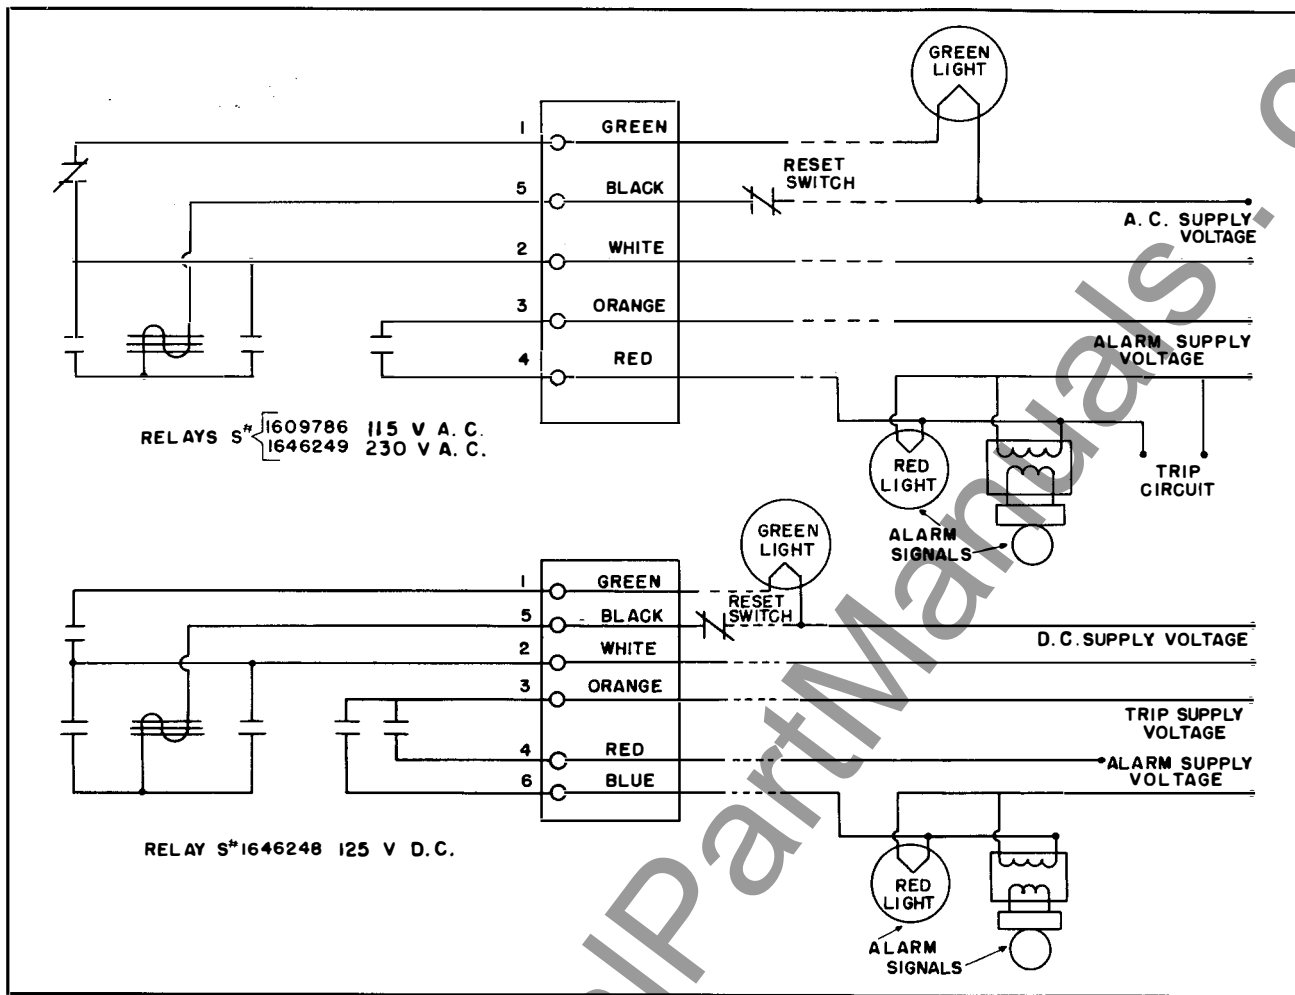 GREEN
LIGHT
1 GREEN
RESET
SWITCH
5 BLACK
A.C. SUPPLY
VOLTAGE
2 WHITE
3 ORANGE
ALARM SUPPLY
VOLTAGE
4 RED
RELAYS S# 1609786 115 V A.C.
1646249 230 V A.C.
RED
LIGHT
TRIP
CIRCUIT
ALARM
SIGNALS
GREEN
LIGHT
1 GREEN
RESET
SWITCH
5 BLACK
D.C. SUPPLY VOLTAGE
2 WHITE
3 ORANGE
TRIP SUPPLY
VOLTAGE
4 RED
ALARM SUPPLY
VOLTAGE
6 BLUE
RELAY S# 1646248 125 V D.C.
RED
LIGHT
ALARM
SIGNALS
lPartManuals.c